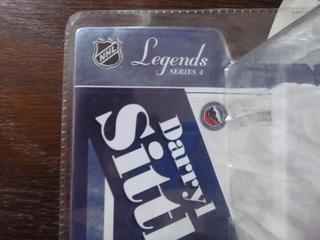 NHL
Legends
SERIES 4
Darryl
Sittl